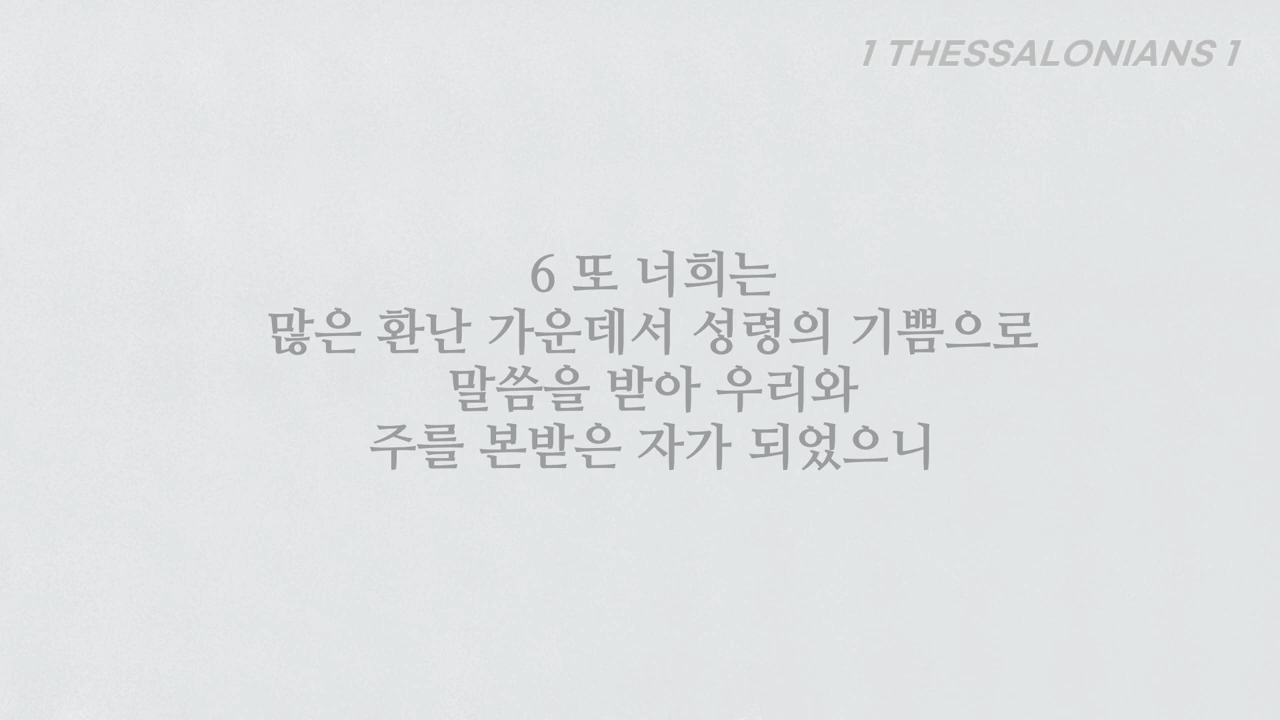 1 THESSALONIANS 1
6 또 너희는
많은 환난 가운데서 성령의 기쁨으로
말씀을 받아 우리와
주를 본받은 자가 되었으니